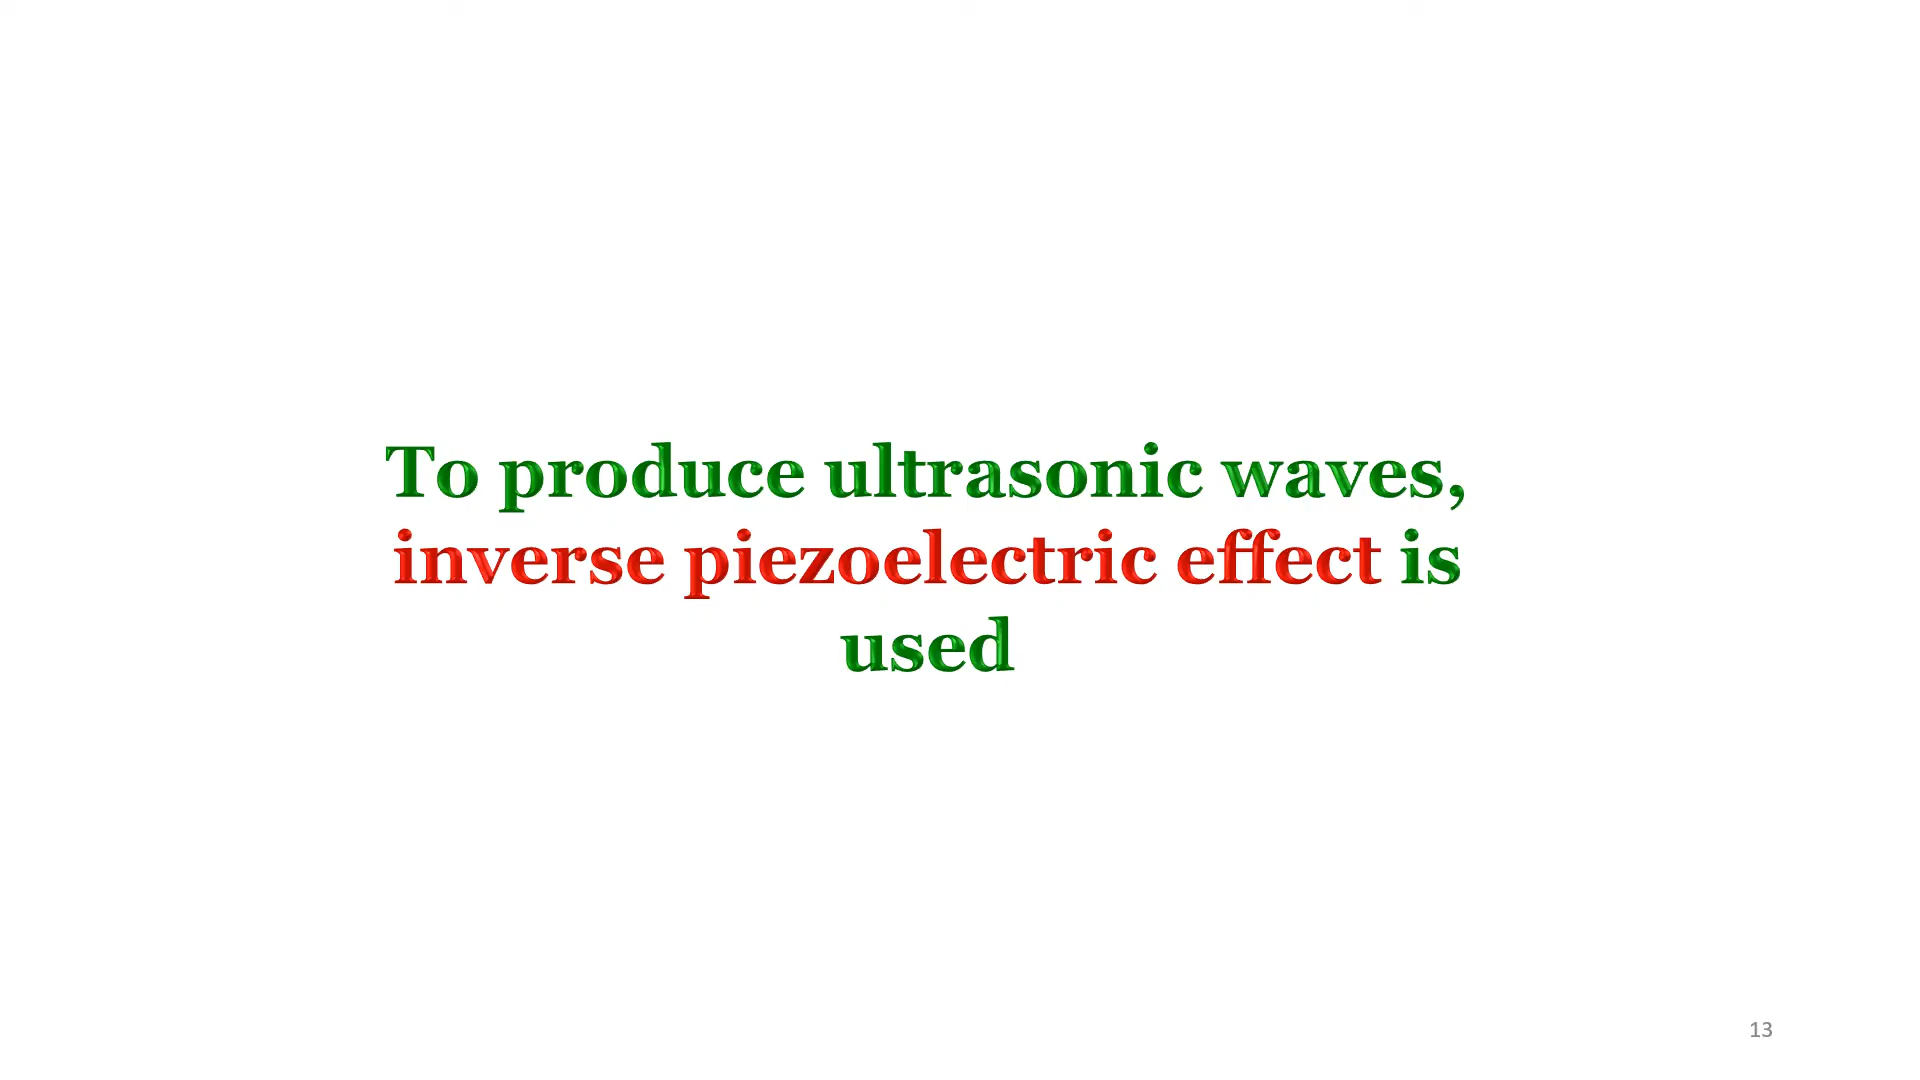 To produce ultrasonic waves,
inverse piezoelectric effect is
used
13